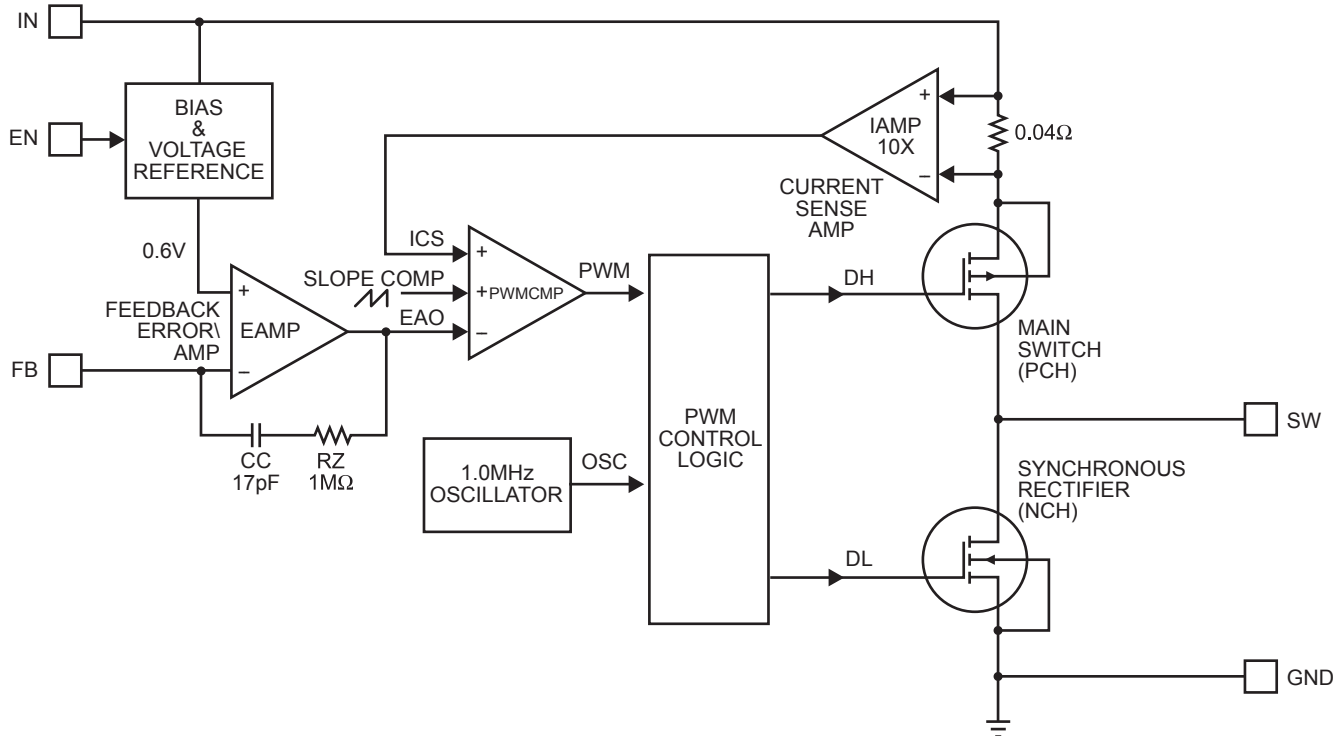 IN
BIAS
&
VOLTAGE
REFERENCE
EN
+
IAMP
10X
–
0.04Ω
CURRENT
SENSE
AMP
0.6V
ICS
+
SLOPE COMP
+PWMCMP
PWM
EAO
–
DH
FEEDBACK
ERROR\
AMP
+
EAMP
–
FB
MAIN
SWITCH
(PCH)
CC
17pF
RZ
1MΩ
PWM
CONTROL
LOGIC
SW
1.0MHz
OSCILLATOR
OSC
SYNCHRONOUS
RECTIFIER
(NCH)
DL
GND